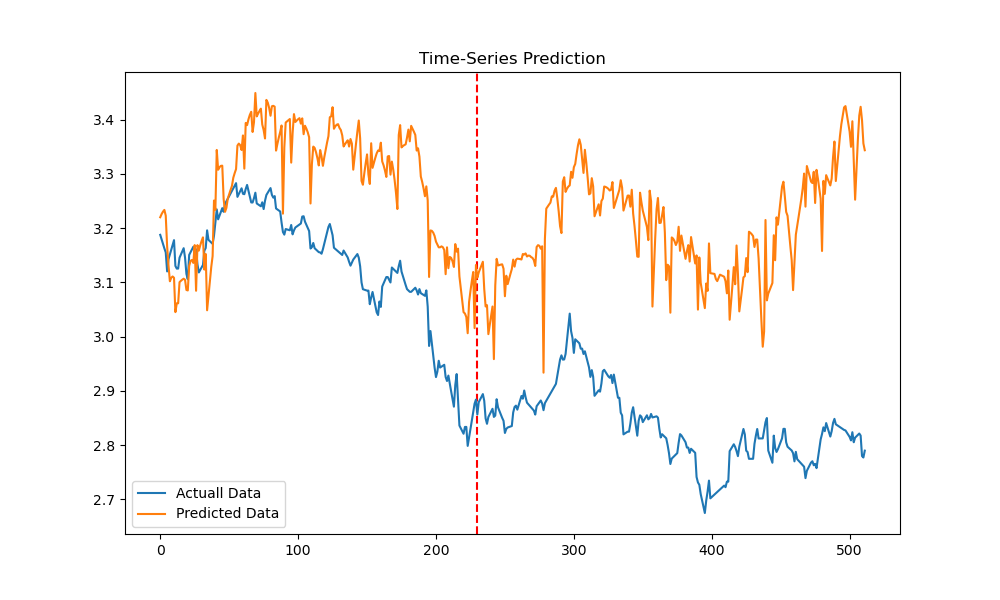 Time-Series Prediction
3.4
3.3
3.2
3.1
3.0
2.9
2.8
2.7
Actuall Data
Predicted Data
0 100 200 300 400 500